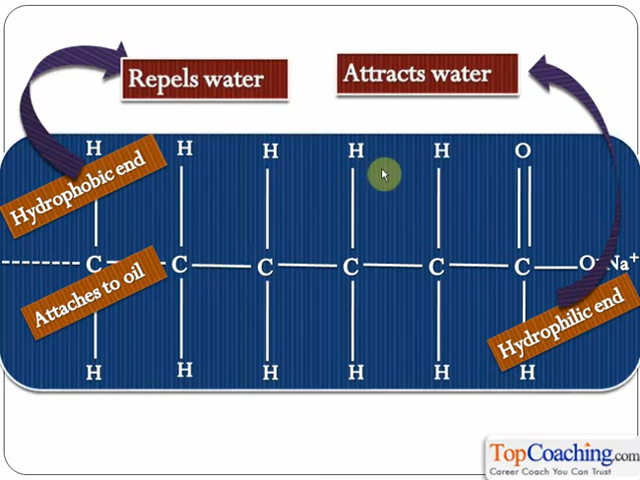 Repels water
Attracts water
H H H H H O
Hydrophobic end
C C C C C C O⁻Na⁺
Attaches to oil
Hydrophilic end
H H H H H H
TopCoaching.com
Career Coach You Can Trust